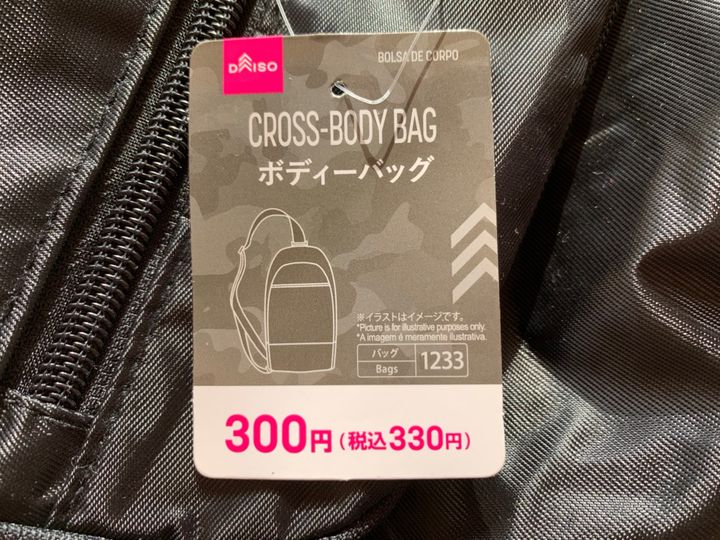 DAISO
BOLSA DE CORPO
CROSS-BODY BAG
ボディーバッグ
※イラストはイメージです。
*Picture is for illustrative purposes only.
*A imagem é meramente ilustrativa.
バッグ
Bags
1233
300円(税込330円)